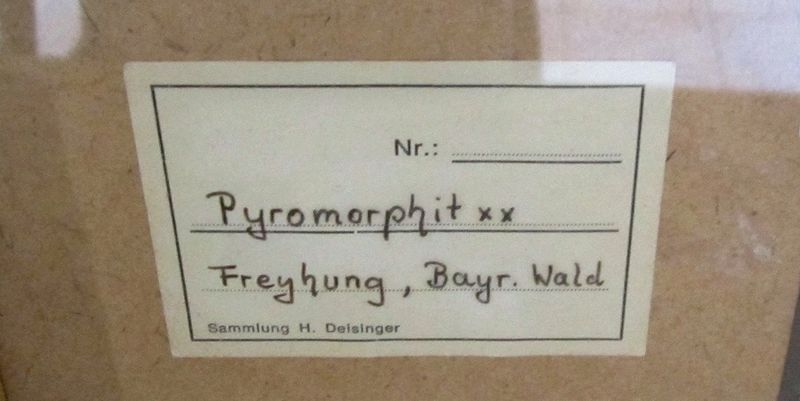 Nr.:
Pyromorphit xx
Freyhung, Bayr. Wald
Sammlung H. Deisinger